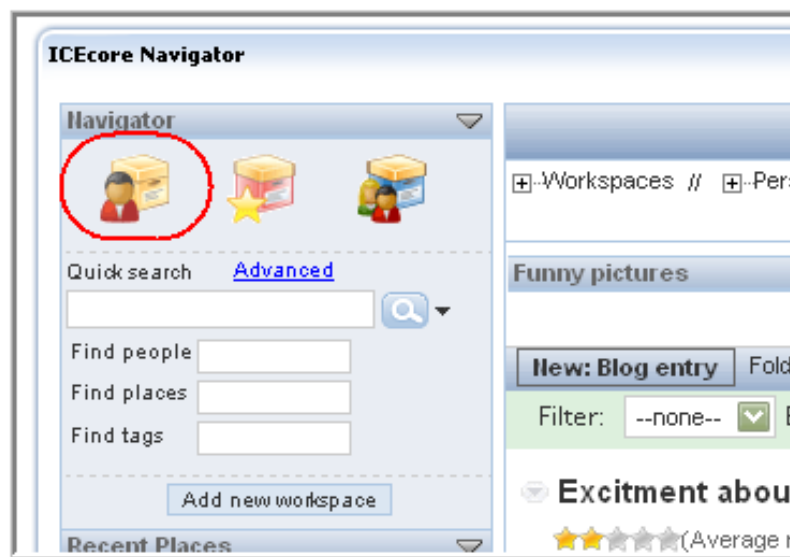 ICEcore Navigator
Navigator
Workspaces //
Quick search Advanced
Find people
Find places
Find tags
Add new workspace
Recent Places
Funny pictures
New: Blog entry
Filter: --none--
Excitment
(Average